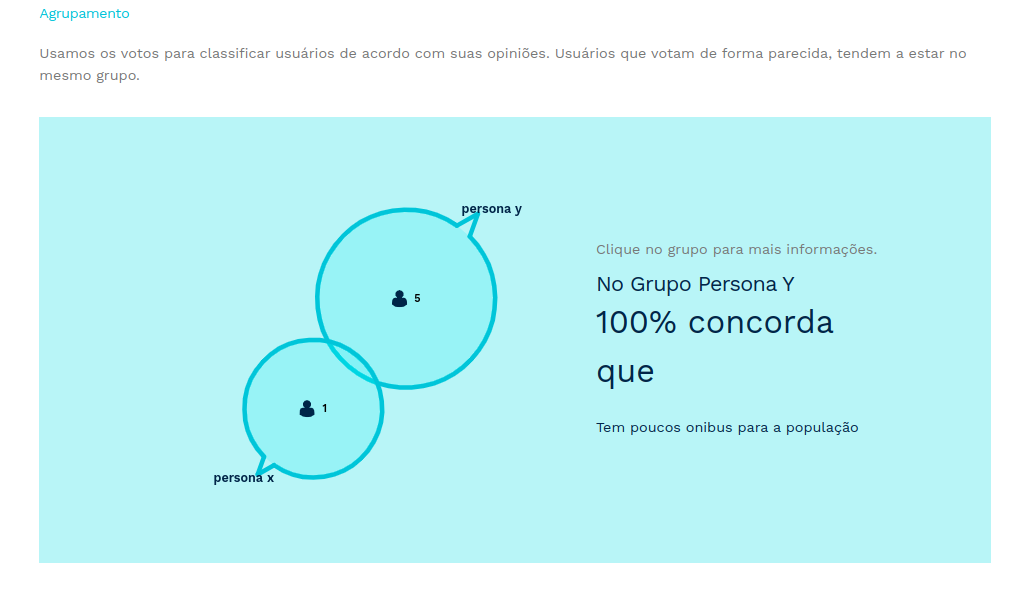 Agrupamento
Usamos os votos para classificar usuários de acordo com suas opiniões. Usuários que votam de forma parecida, tendem a estar no
mesmo grupo.
persona y
5
1
persona x
Clique no grupo para mais informações.
No Grupo Persona Y
100% concorda
que
Tem poucos onibus para a população